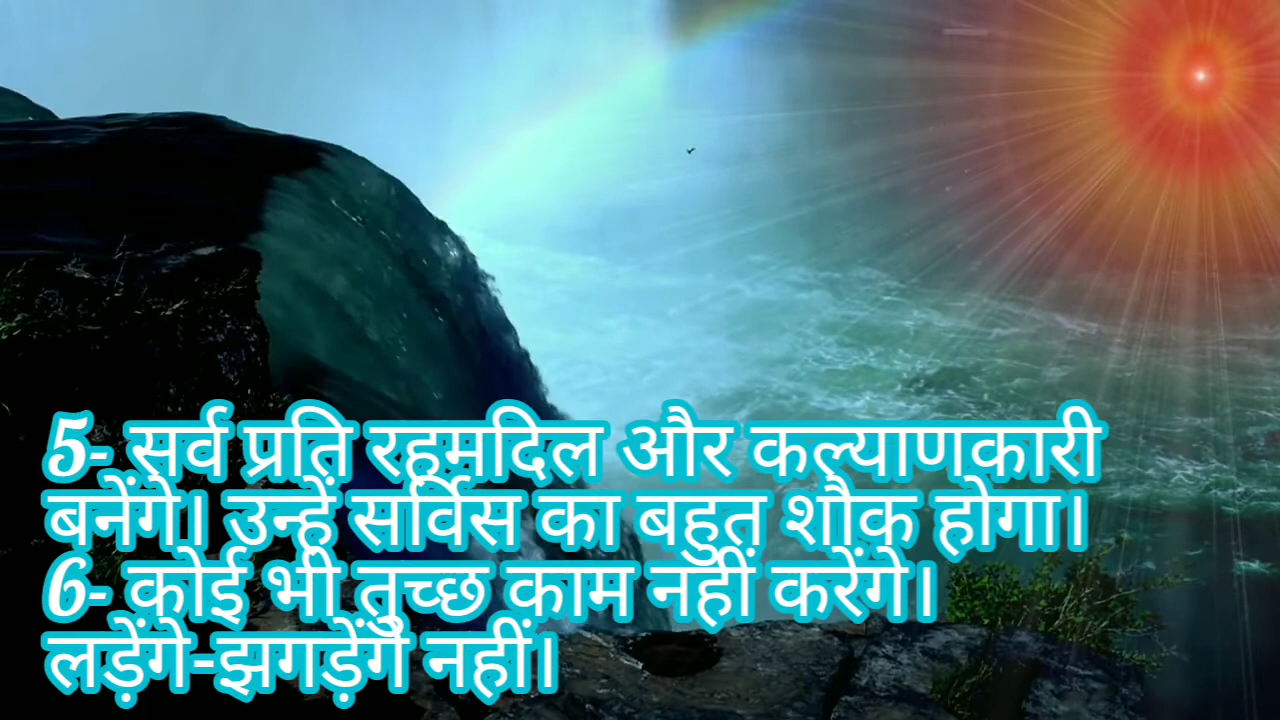 5- सर्व प्रति रहमदिल और कल्याणकारी
बनेंगे। उन्हें सर्विस का बहुत शौक होगा।
6- कोई भी तुच्छ काम नहीं करेंगे।
लड़ेंगे-झगड़ेंगे नहीं।